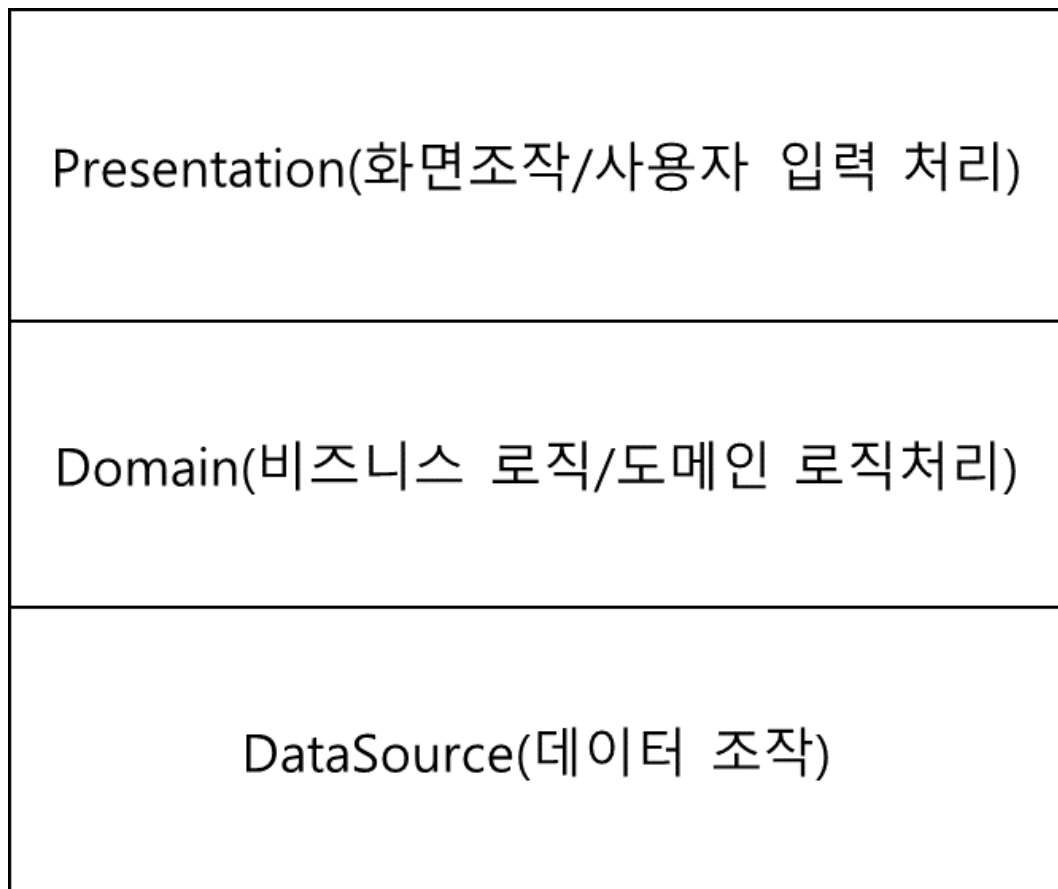 Presentation(화면조작/사용자 입력 처리)
Domain(비즈니스 로직/도메인 로직처리)
DataSource(데이터 조작)